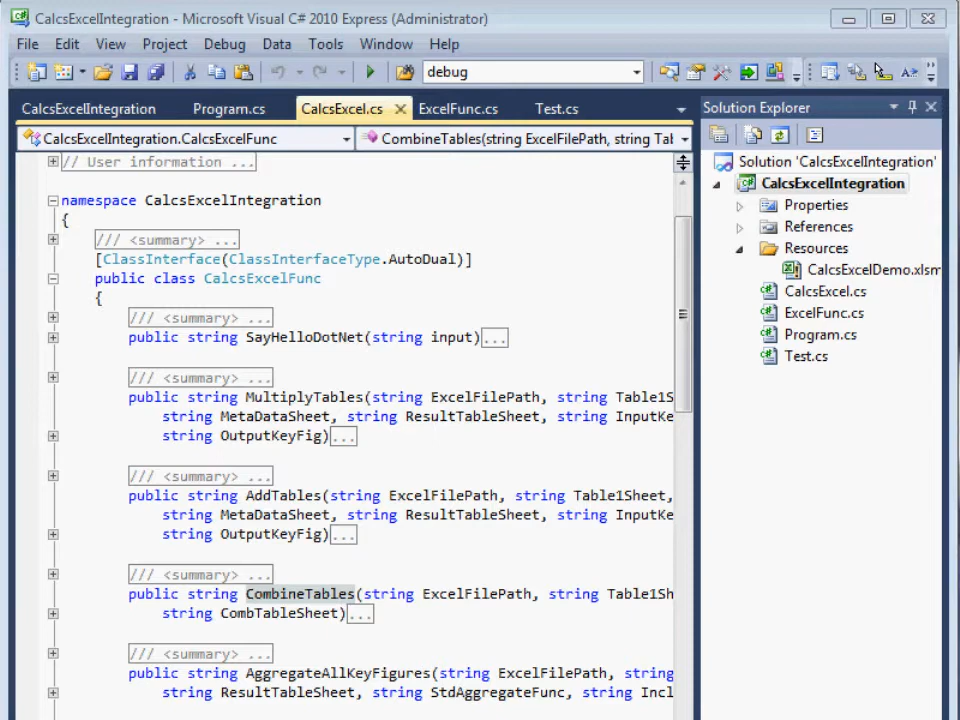 CalcsExcelIntegration - Microsoft Visual C# 2010 Express (Administrator)
File Edit View Project Debug Data Tools Window Help
debug
CalcsExcelIntegration Program.cs CalcsExcel.cs ExcelFunc.cs Test.cs
CalcsExcelIntegration.CalcsExcelFunc CombineTables(string ExcelFilePath, string Tal
// User information ...
namespace CalcsExcelIntegration
{
/// <summary> ...
[ClassInterface(ClassInterfaceType.AutoDual)]
public class CalcsExcelFunc
{
/// <summary> ...
public string SayHelloDotNet(string input)...
/// <summary> ...
public string MultiplyTables(string ExcelFilePath, string Table1S
string MetaDataSheet, string ResultTableSheet, string InputKe
string OutputKeyFig)...
/// <summary> ...
public string AddTables(string ExcelFilePath, string Table1Sheet,
string MetaDataSheet, string ResultTableSheet, string InputKe
string OutputKeyFig)...
/// <summary> ...
public string CombineTables(string ExcelFilePath, string Table1Sh
string CombTableSheet)...
/// <summary> ...
public string AggregateAllKeyFigures(string ExcelFilePath, string
string ResultTableSheet, string StdAggregateFunc, string Incl
Solution Explorer
Solution 'CalcsExcelIntegration'
CalcsExcelIntegration
Properties
References
Resources
CalcsExcelDemo.xlsm
CalcsExcel.cs
ExcelFunc.cs
Program.cs
Test.cs